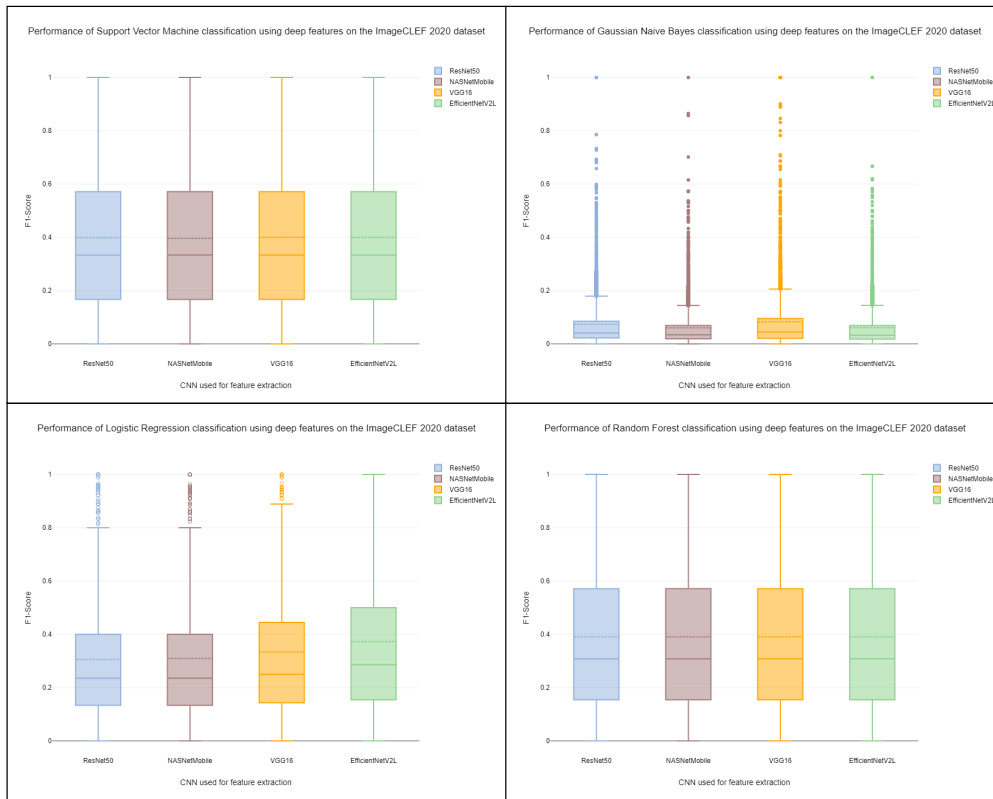 Performance of Support Vector Machine classification using deep features on the ImageCLEF 2020 dataset
ResNet50
NASNetMobile
VGG16
EfficientNetV2L
F1-Score
1
0.8
0.6
0.4
0.2
0
ResNet50 NASNetMobile VGG16 EfficientNetV2L
CNN used for feature extraction
Performance of Gaussian Naive Bayes classification using deep features on the ImageCLEF 2020 dataset
ResNet50
NASNetMobile
VGG16
EfficientNetV2L
F1-Score
1
0.8
0.6
0.4
0.2
0
ResNet50 NASNetMobile VGG16 EfficientNetV2L
CNN used for feature extraction
Performance of Logistic Regression classification using deep features on the ImageCLEF 2020 dataset
ResNet50
NASNetMobile
VGG16
EfficientNetV2L
F1-Score
1
0.8
0.6
0.4
0.2
0
ResNet50 NASNetMobile VGG16 EfficientNetV2L
CNN used for feature extraction
Performance of Random Forest classification using deep features on the ImageCLEF 2020 dataset
ResNet50
NASNetMobile
VGG16
EfficientNetV2L
F1-Score
1
0.8
0.6
0.4
0.2
0
ResNet50 NASNetMobile VGG16 EfficientNetV2L
CNN used for feature extraction